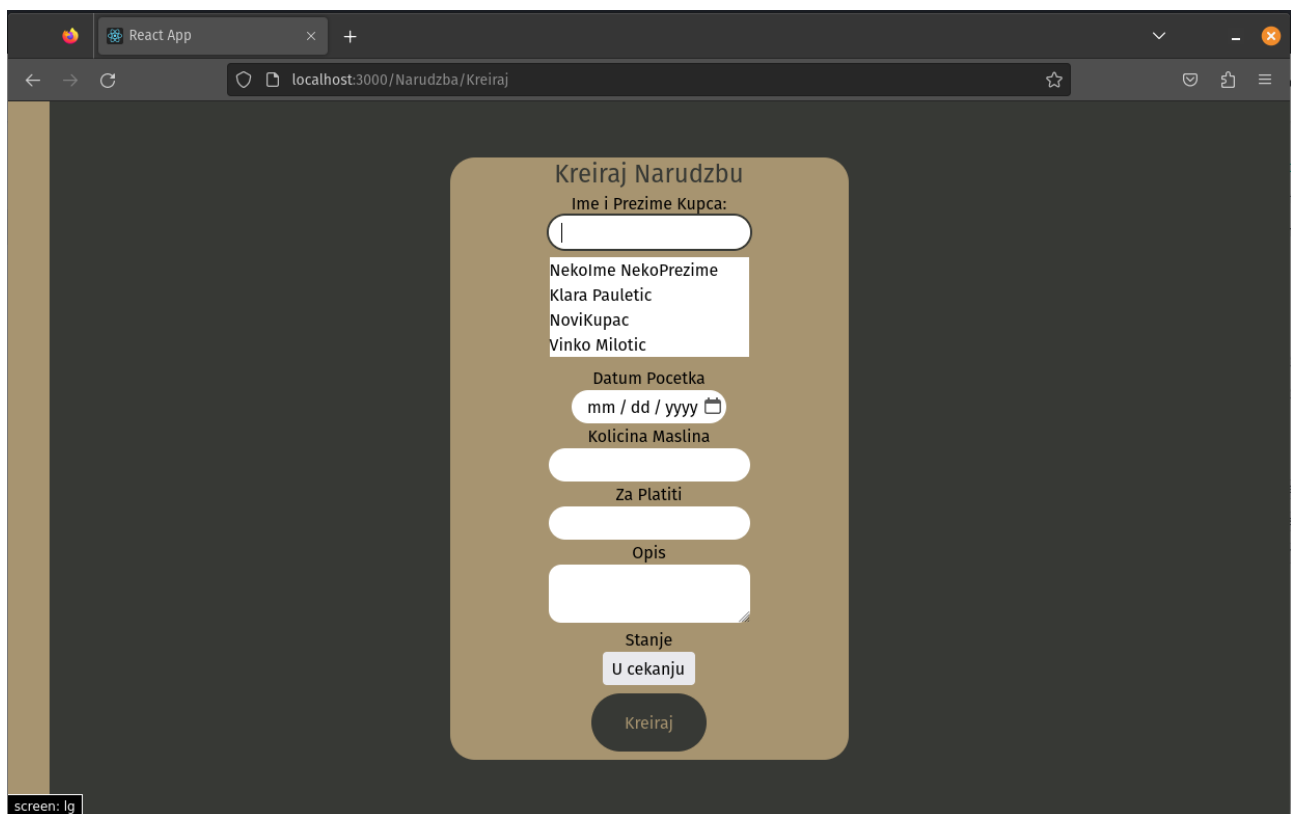 React App
localhost:3000/Narudzba/Kreiraj
Kreiraj Narudzbu
Ime i Prezime Kupca:
NekoIme NekoPrezime
Klara Pauletic
NoviKupac
Vinko Milotic
Datum Pocetka
mm / dd / yyyy
Kolicina Maslina
Za Platiti
Opis
Stanje
U cekanju
Kreiraj
screen: lg